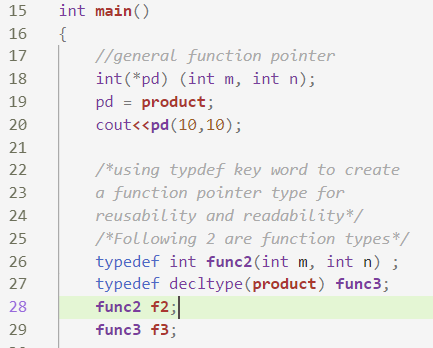 15 int main()
16 {
17 //general function pointer
18 int(*pd) (int m, int n);
19 pd = product;
20 cout<<pd(10,10);
21
22 /*using typdef key word to create
23 a function pointer type for
24 reusability and readability*/
25 /*Following 2 are function types*/
26 typedef int func2(int m, int n) ;
27 typedef decltype(product) func3;
28 func2 f2;
29 func3 f3;